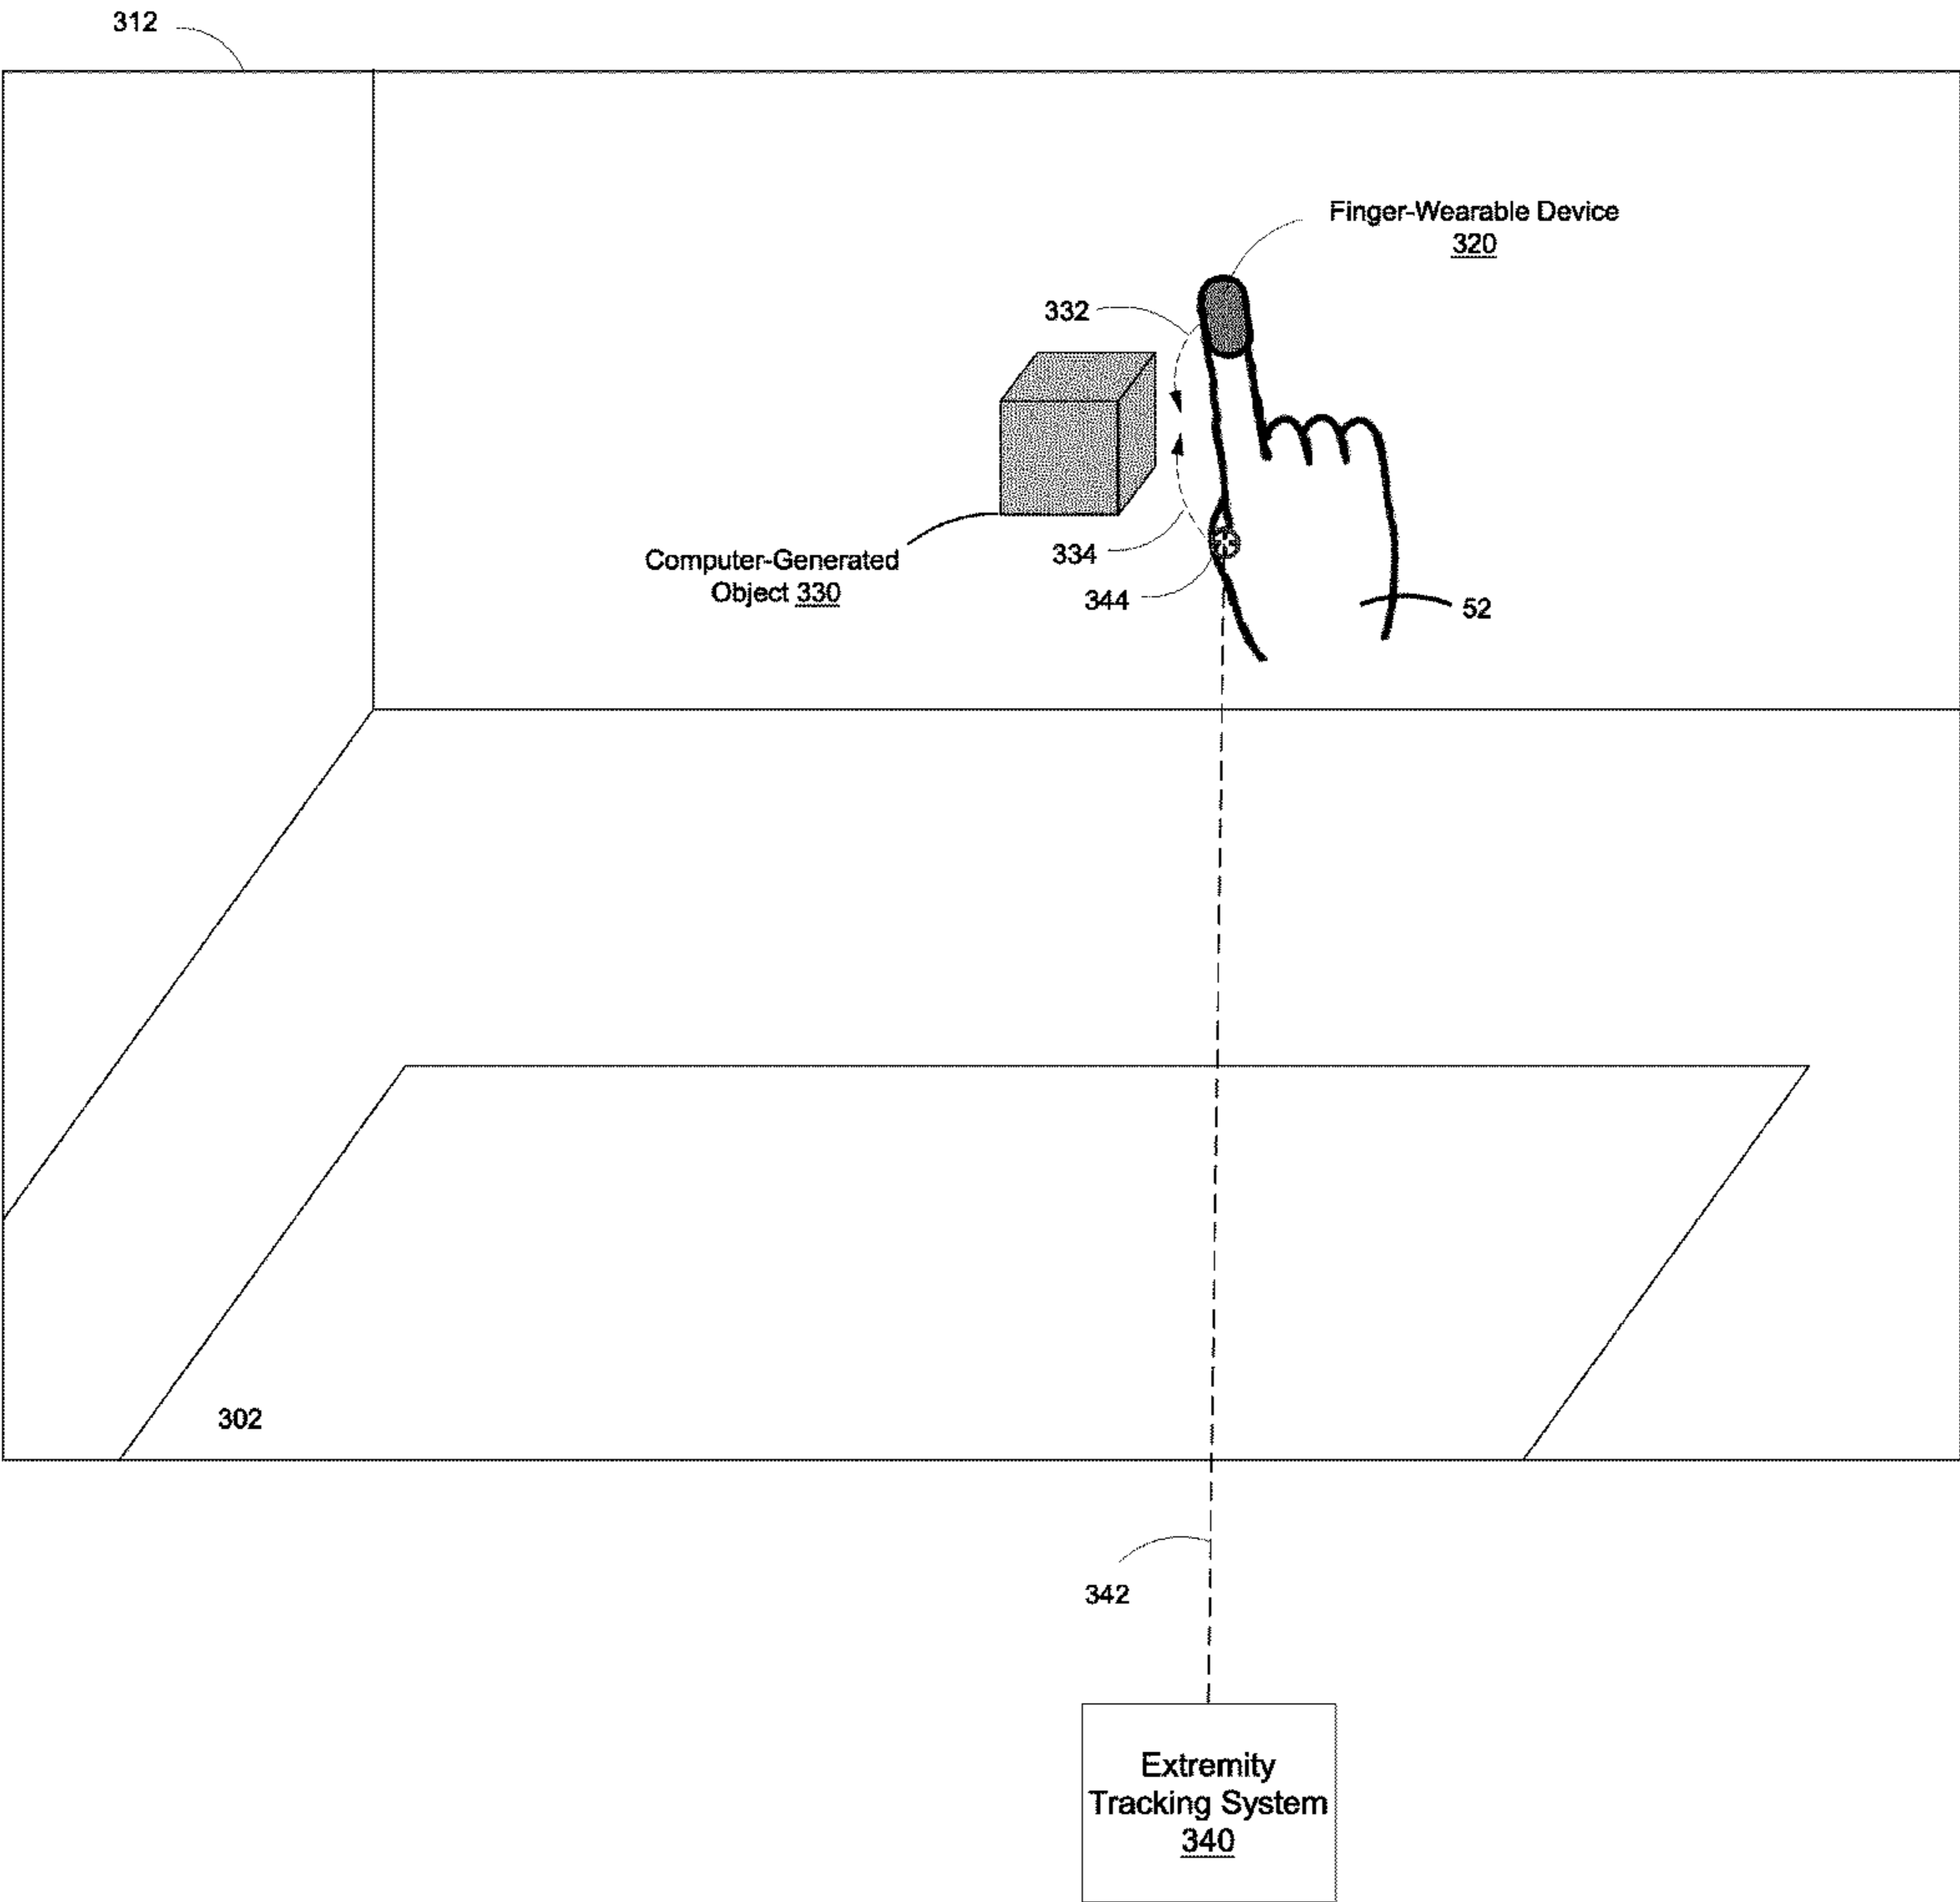 312
Finger-Wearable Device
320
332
Computer-Generated
Object 330
334
344
52
302
342
Extremity
Tracking System
340